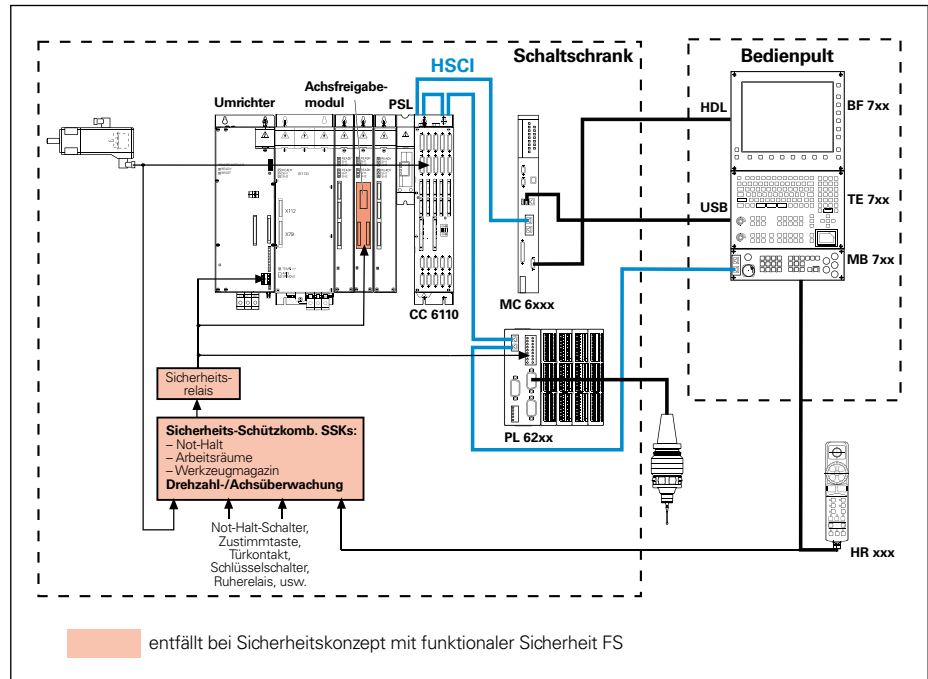 Schaltschrank
Bedienpult
HSCI
Achsfreigabe-
modul
Umrichter
PSL
HDL
BF 7xx
X112
X79
USB
TE 7xx
MB 7xx
MC 6xxx
CC 6110
Sicherheits-
relais
PL 62xx
Sicherheits-Schützkomb. SSKs:
– Not-Halt
– Arbeitsräume
– Werkzeugmagazin
Drehzahl-/Achsüberwachung
Not-Halt-Schalter,
Zustimmtaste,
Türkontakt,
Schlüsselschalter,
Ruherelais, usw.
HR xxx
entfällt bei Sicherheitskonzept mit funktionaler Sicherheit FS